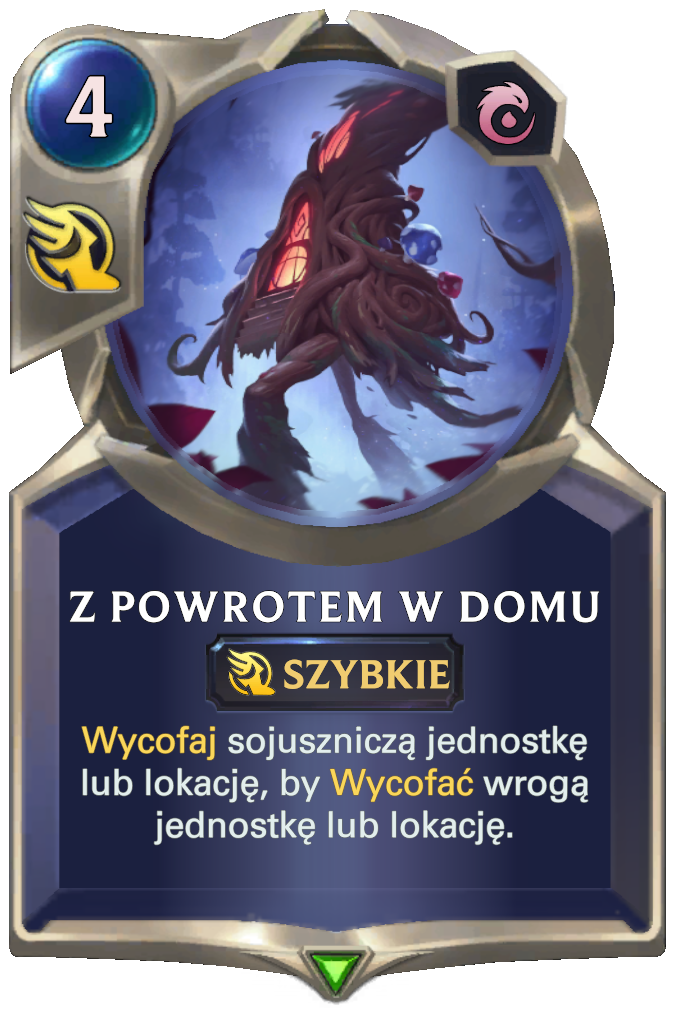 4
Z POWROTEM W DOMU
SZYBKIE
Wycofaj sojuszniczą jednostkę
lub lokację, by Wycofać wrogą
jednostkę lub lokację.